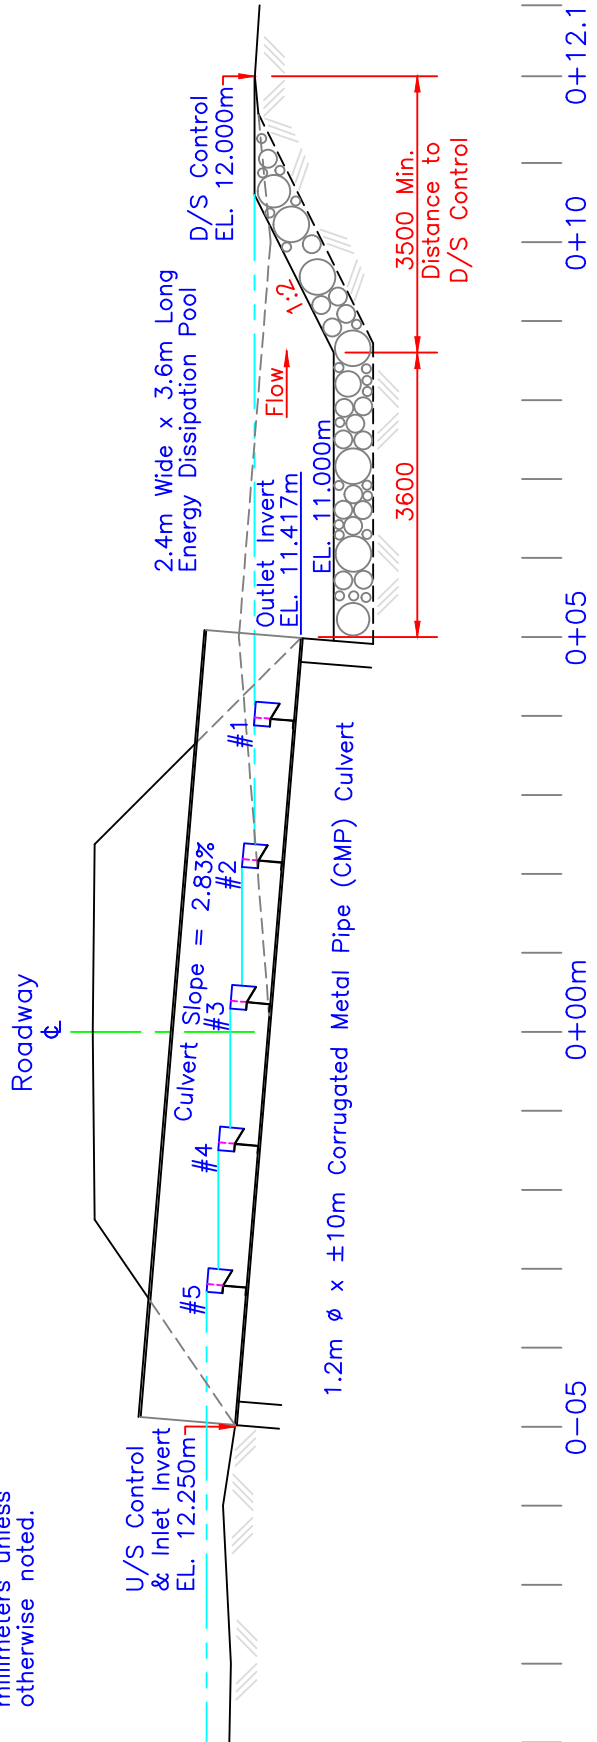 millimeters unless
otherwise noted.
Roadway
℄
U/S Control
& Inlet Invert
EL. 12.250m
#5
#4
#3
#2
#1
Culvert Slope = 2.83%
1.2m ø x ±10m Corrugated Metal Pipe (CMP) Culvert
2.4m Wide x 3.6m Long
Energy Dissipation Pool
Outlet Invert
EL. 11.417m
EL. 11.000m
Flow
1:2
D/S Control
EL. 12.000m
3600
3500 Min.
Distance to
D/S Control
0-05
0+00m
0+05
0+10
0+12.1